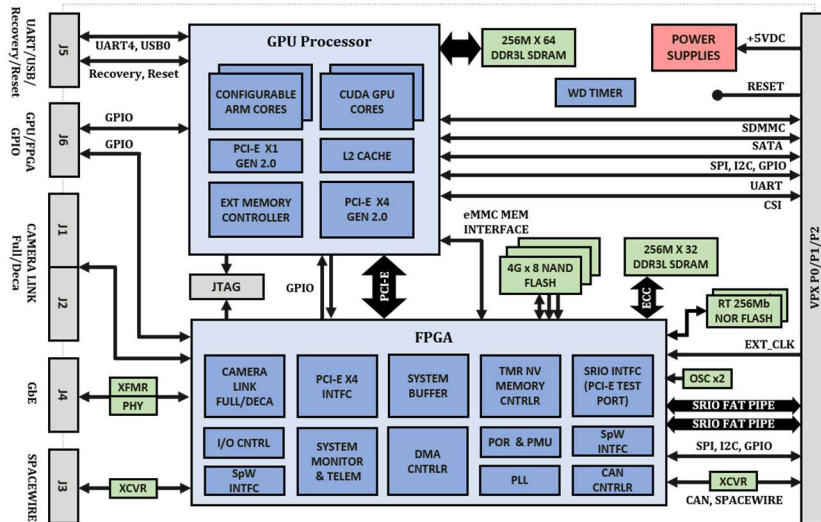 UART/USB/
Recovery/Reset
J5
UART4, USB0
Recovery, Reset
GPU/FPGA
GPIO
J6
GPIO
GPIO
CAMERA LINK
Full/Deca
J1
J2
GbE
J4
XFMR
PHY
SPACEWIRE
J3
XCVR
GPU Processor
CONFIGURABLE
ARM CORES
CUDA GPU
CORES
PCI-E X1
GEN 2.0
L2 CACHE
EXT MEMORY
CONTROLLER
PCI-E X4
GEN 2.0
256M X 64
DDR3L SDRAM
POWER
SUPPLIES
+5VDC
WD TIMER
RESET
SDMMC
SATA
SPI, I2C, GPIO
UART
CSI
eMMC MEM
INTERFACE
JTAG
GPIO
PCI-E
4G x 8 NAND
FLASH
256M X 32
DDR3L SDRAM
ECC
RT 256Mb
NOR FLASH
EXT_CLK
OSC x2
SRIO FAT PIPE
SRIO FAT PIPE
SPI, I2C, GPIO
XCVR
CAN, SPACEWIRE
VPX P0/P1/P2
FPGA
CAMERA
LINK
FULL/DECA
PCI-E X4
INTFC
SYSTEM
BUFFER
TMR NV
MEMORY
CNTRLR
SRIO INTFC
(PCI-E TEST
PORT)
I/O CNTRL
SYSTEM
MONITOR
& TELEM
DMA
CNTRLR
POR & PMU
SpW
INTFC
SpW
INTFC
PLL
CAN
CNTRLR